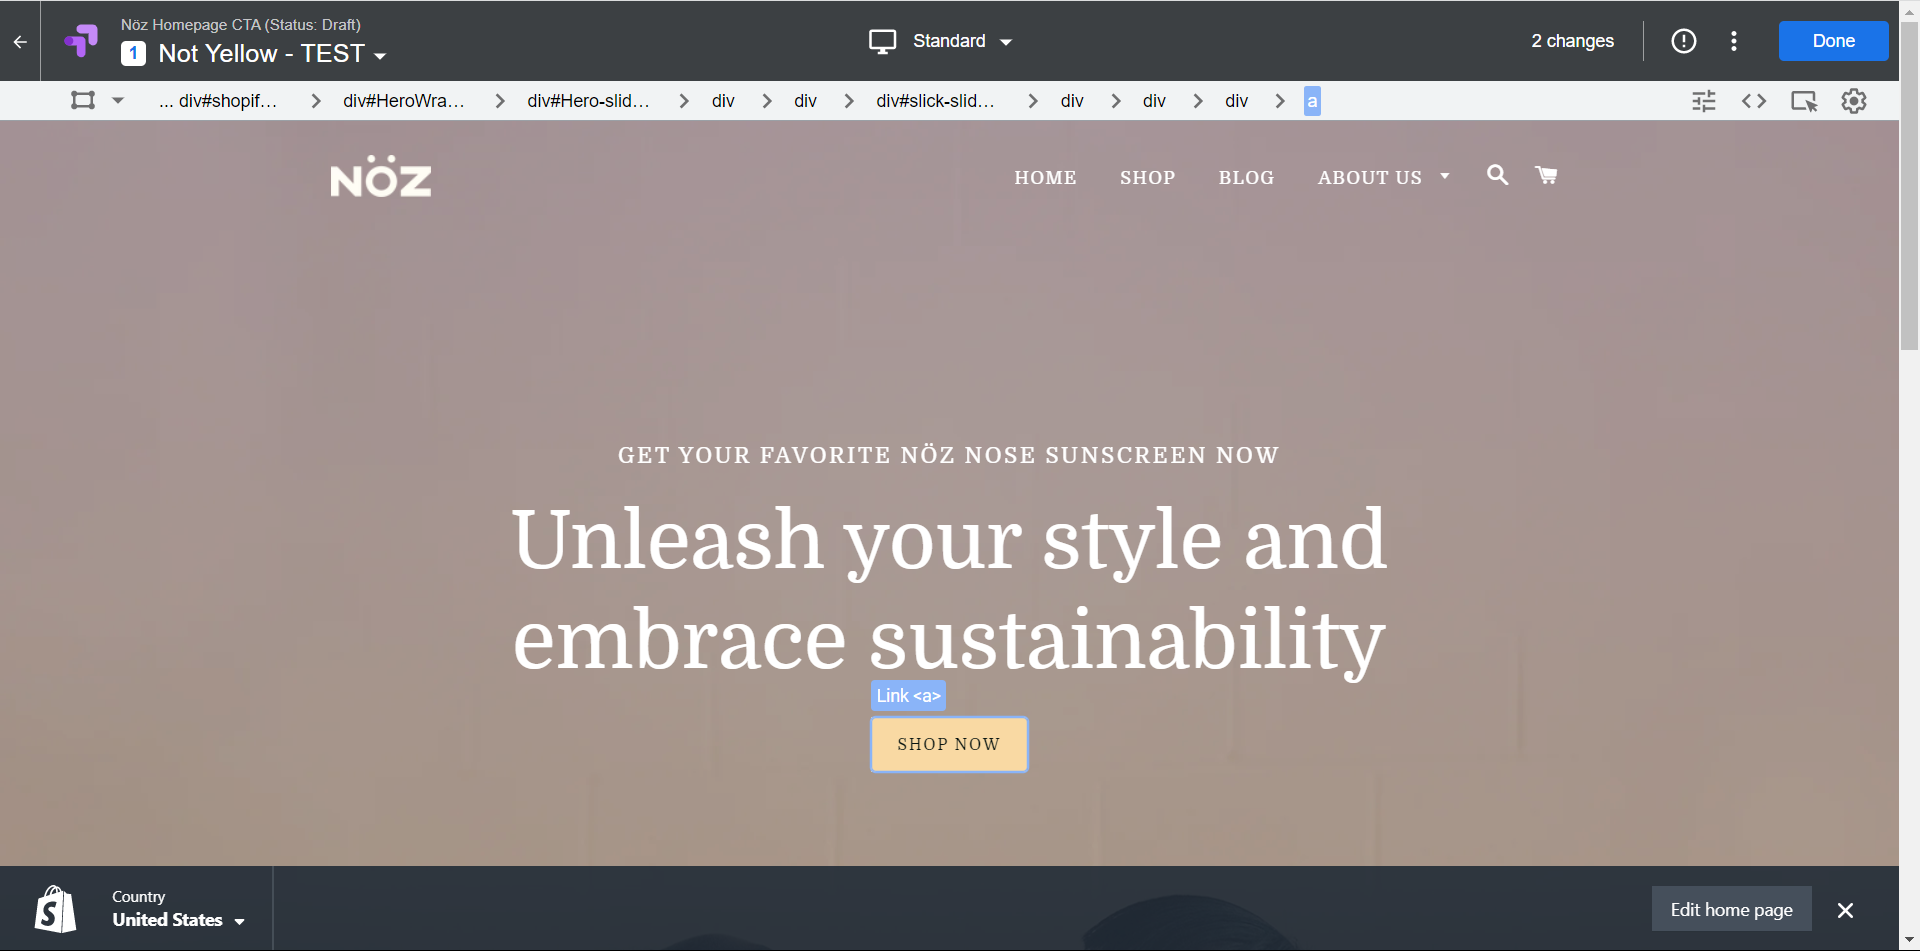 Nöz Homepage CTA (Status: Draft)
1 Not Yellow - TEST
Standard
2 changes
Done
... div#shopif... div#HeroWra... div#Hero-slid... div div div#slick-slid... div div div a
NÖZ
HOME SHOP BLOG ABOUT US
GET YOUR FAVORITE NÖZ NOSE SUNSCREEN NOW
Unleash your style and
embrace sustainability
Link <a>
SHOP NOW
Country
United States
Edit home page